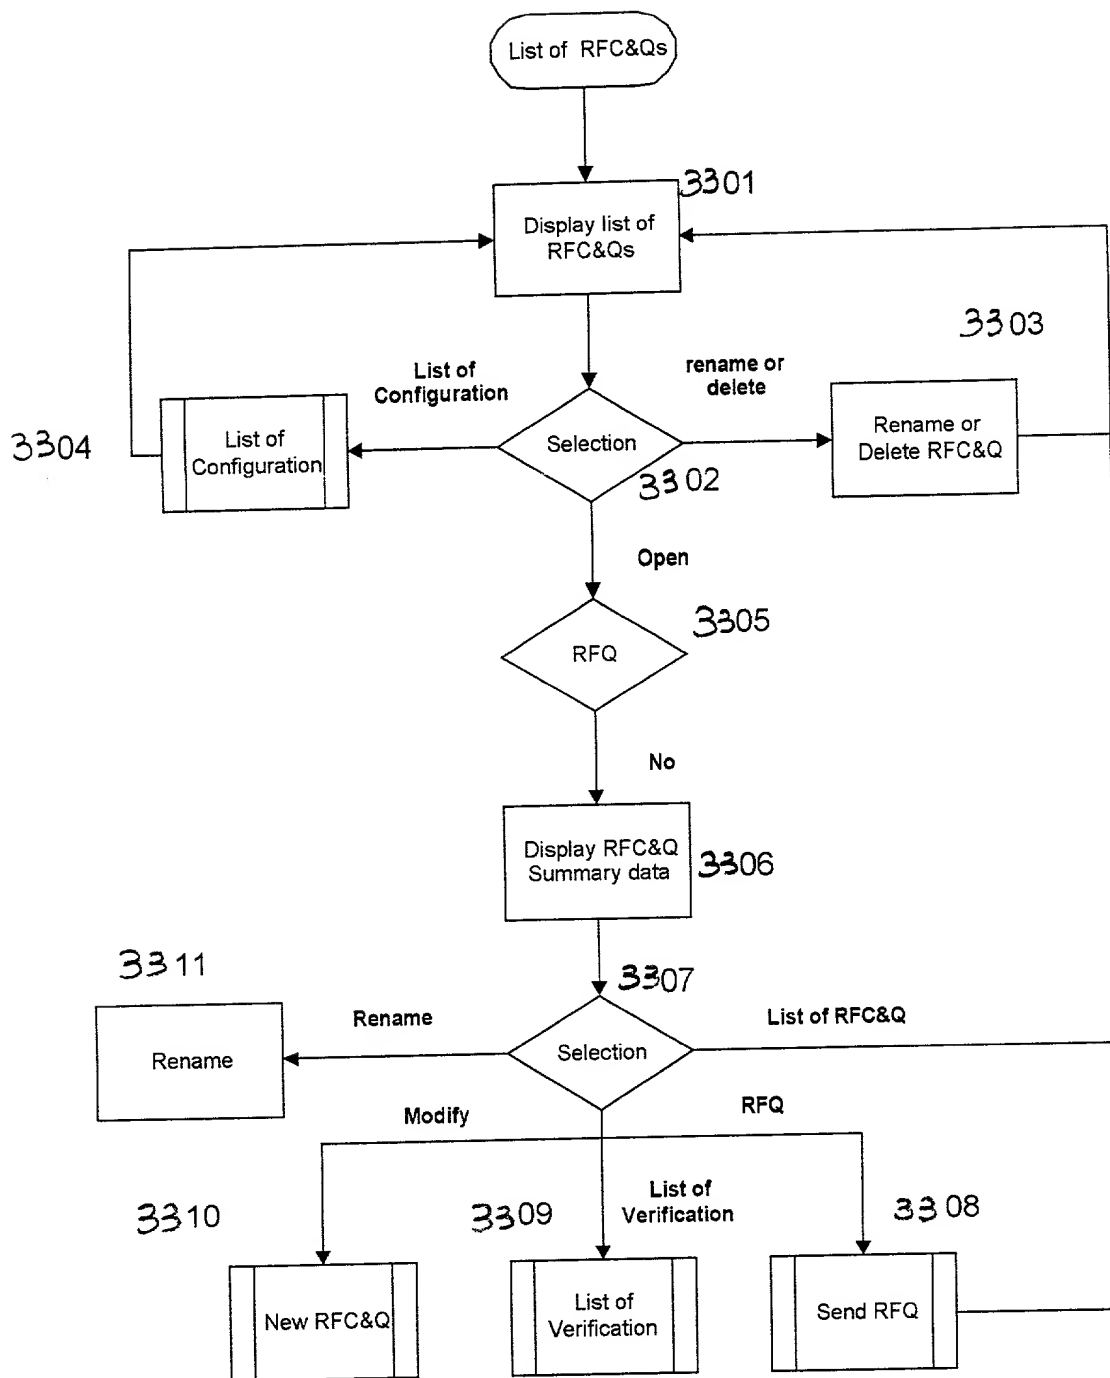 List of RFC&Qs
3301
Display list of
RFC&Qs
3303
List of
Configuration
rename or
delete
3304
List of
Configuration
Selection
Rename or
Delete RFC&Q
3302
Open
3305
RFQ
No
Display RFC&Q
Summary data
3306
3311
3307
Rename
List of RFC&Q
Rename
Selection
Modify
RFQ
List of
Verification
3310
3309
3308
New RFC&Q
List of
Verification
Send RFQ